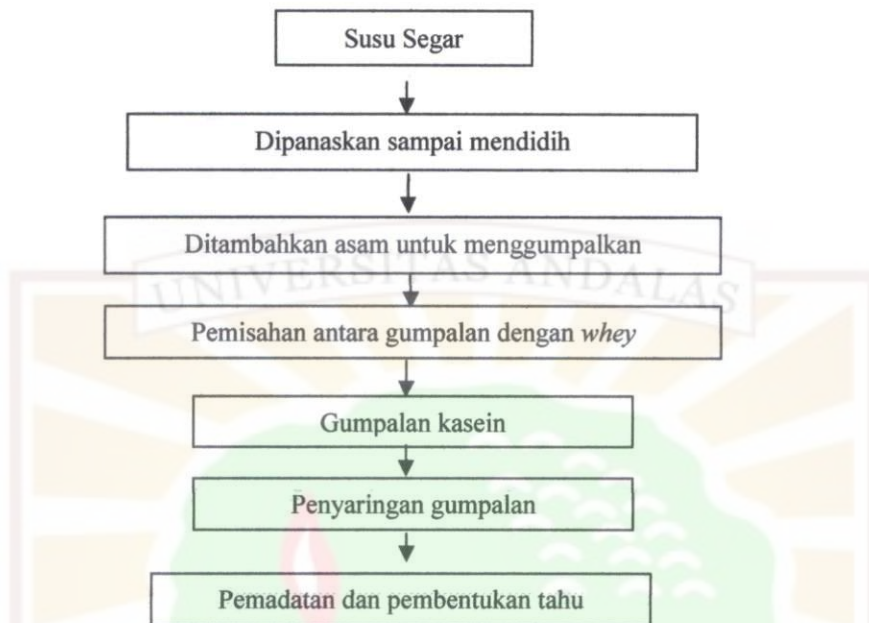 Susu Segar
Dipanaskan sampai mendidih
Ditambahkan asam untuk menggumpalkan
UNIVERSITAS ANDALAS
Pemisahan antara gumpalan dengan whey
Gumpalan kasein
Penyaringan gumpalan
Pemadatan dan pembentukan tahu